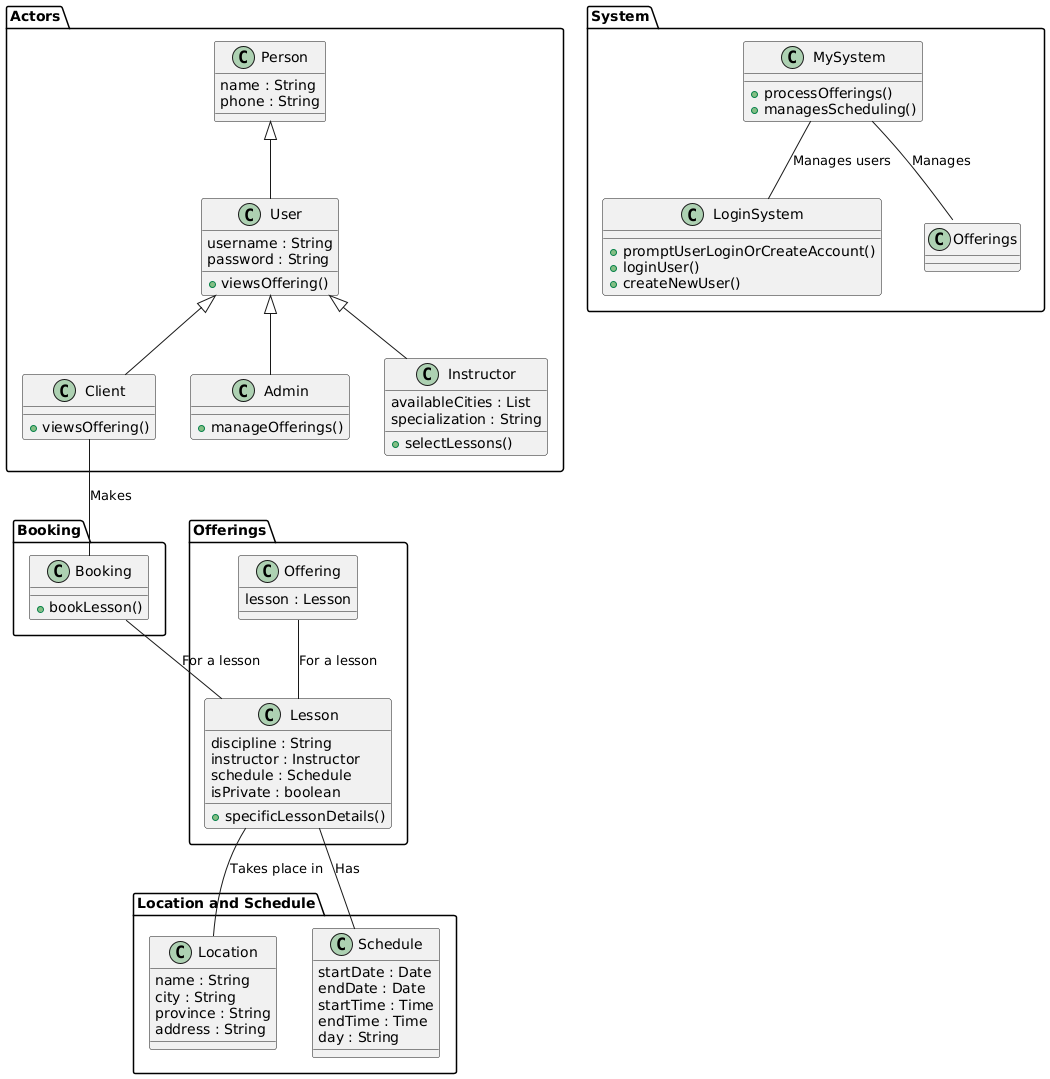 Actors
C Person
name : String
phone : String
C User
username : String
password : String
viewsOffering()
C Client
viewsOffering()
C Admin
manageOfferings()
C Instructor
availableCities : List
specialization : String
selectLessons()
System
C MySystem
processOfferings()
managesScheduling()
Manages users
Manages
C LoginSystem
promptUserLoginOrCreateAccount()
loginUser()
createNewUser()
C Offerings
Makes
Booking
C Booking
bookLesson()
Offerings
C Offering
lesson : Lesson
For a lesson
For a lesson
C Lesson
discipline : String
instructor : Instructor
schedule : Schedule
isPrivate : boolean
specificLessonDetails()
Takes place in
Has
Location and Schedule
C Location
name : String
city : String
province : String
address : String
C Schedule
startDate : Date
endDate : Date
startTime : Time
endTime : Time
day : String